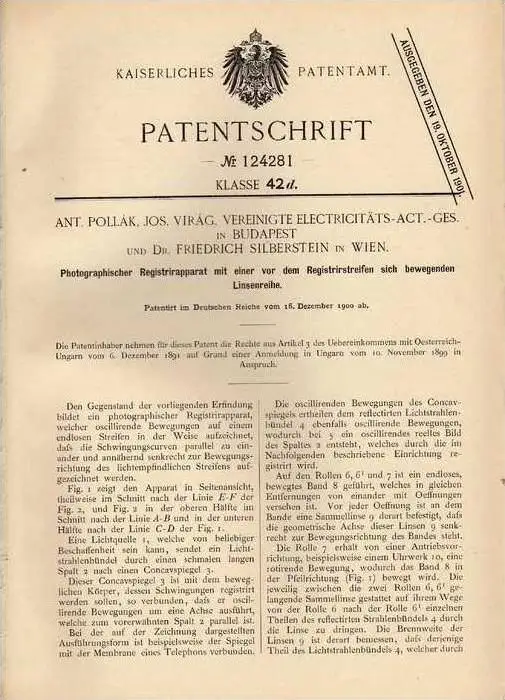 KAISERLICHES PATENTAMT.
AUSGEGEBEN DEN 19. OKTOBER 1901.
PATENTSCHRIFT
— № 124281 —
KLASSE 42d.
ANT. POLLÁK, JOS. VIRÁG, VEREINIGTE ELECTRICITÄTS-ACT.-GES.
IN BUDAPEST
UND DR. FRIEDRICH SILBERSTEIN IN WIEN.
Photographischer Registrirapparat mit einer vor dem Registrirstreifen sich bewegenden
Linsenreihe.
Patentirt im Deutschen Reiche vom 16. Dezember 1900 ab.
Die Patentinhaber nehmen für dieses Patent die Rechte aus Artikel 3 des Uebereinkommens mit Oesterreich-
Ungarn vom 6. Dezember 1891 auf Grund einer Anmeldung in Ungarn vom 10. November 1899 in
Anspruch.
Den Gegenstand der vorliegenden Erfindung
bildet ein photographischer Registrirapparat,
welcher oscillirende Bewegungen auf einem
endlosen Streifen in der Weise aufzeichnet,
dafs die Schwingungscurven parallel zu ein-
ander und annähernd senkrecht zur Bewegungs-
richtung des lichtempfindlichen Streifens auf-
gezeichnet werden.
Fig. 1 zeigt den Apparat in Seitenansicht,
theilweise im Schnitt nach der Linie E-F der
Fig. 2, und Fig. 2 in der oberen Hälfte im
Schnitt nach der Linie A-B und in der unteren
Hälfte nach der Linie C-D der Fig. 1.
Eine Lichtquelle 1, welche von beliebiger
Beschaffenheit sein kann, sendet ein Licht-
strahlenbündel durch einen schmalen langen
Spalt 2 nach einem Concavspiegel 3.
Dieser Concavspiegel 3 ist mit dem beweg-
lichen Körper, dessen Schwingungen registrirt
werden sollen, so verbunden, dafs er oscil-
lirende Bewegungen um eine Achse ausführt,
welche zum vorerwähnten Spalt 2 parallel ist.
Bei der auf der Zeichnung dargestellten
Ausführungsform ist beispielsweise der Spiegel
mit der Membrane eines Telephons verbunden.
Die oscillirenden Bewegungen des Concav-
spiegels ertheilen dem reflectirten Lichtstrahlen-
bündel 4 ebenfalls oscillirende Bewegungen,
wodurch bei 5 ein oscillirendes reelles Bild
des Spaltes 2 entsteht, welches durch die im
Nachfolgenden beschriebene Einrichtung re-
gistrirt wird.
Auf den Rollen 6, 6¹ und 7 ist ein endloses,
bewegtes Band 8 geführt, welches in gleichen
Entfernungen von einander mit Oeffnungen
versehen ist. Vor jeder Oeffnung ist an dem
Bande eine Sammellinse 9 derart befestigt, dafs
die geometrische Achse dieser Linsen 9 senk-
recht zur Bewegungsrichtung des Bandes steht.
Die Rolle 7 erhält von einer Antriebsvor-
richtung, beispielsweise einem Uhrwerk 10, eine
rotirende Bewegung, wodurch das Band 8 in
der Pfeilrichtung (Fig. 1) bewegt wird. Die
jeweilig zwischen die zwei Rollen 6, 6¹ ge-
langende Sammellinse 9 hat auf ihrem Wege
von der Rolle 6 nach der Rolle 6¹ einzelnen
Theilen des reflectirten Strahlenbündels 4 durch
die Linse zu dringen. Die Brennweite der
Linsen 9 ist derart bemessen, dafs derjenige
Theil des Lichtstrahlenbündels 4, welcher durch